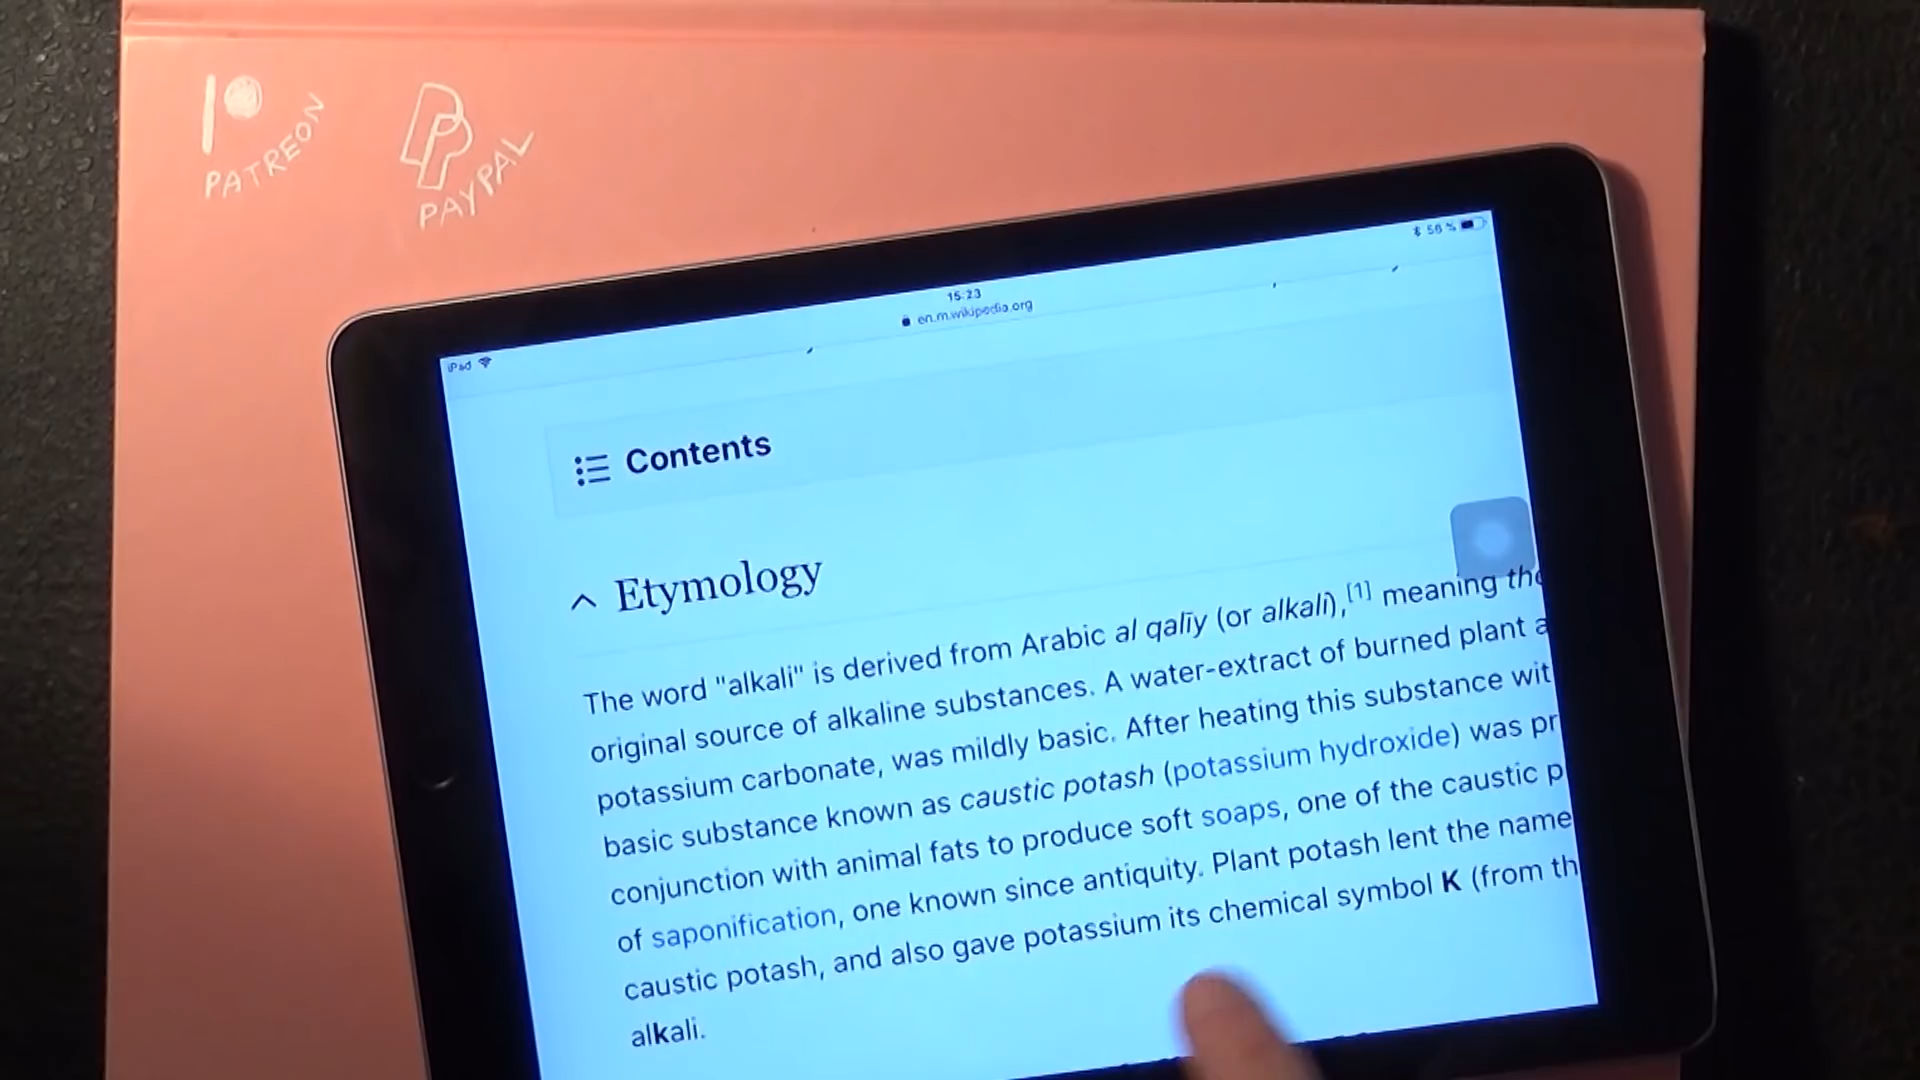 PATREON
PAYPAL
iPad
15:23
56 %
en.m.wikipedia.org
Contents
Etymology
The word "alkali" is derived from Arabic al qalīy (or alkali),[1] meaning the
original source of alkaline substances. A water-extract of burned plant a
potassium carbonate, was mildly basic. After heating this substance wit
basic substance known as caustic potash (potassium hydroxide) was pr
conjunction with animal fats to produce soft soaps, one of the caustic p
of saponification, one known since antiquity. Plant potash lent the name
caustic potash, and also gave potassium its chemical symbol K (from th
alkali.